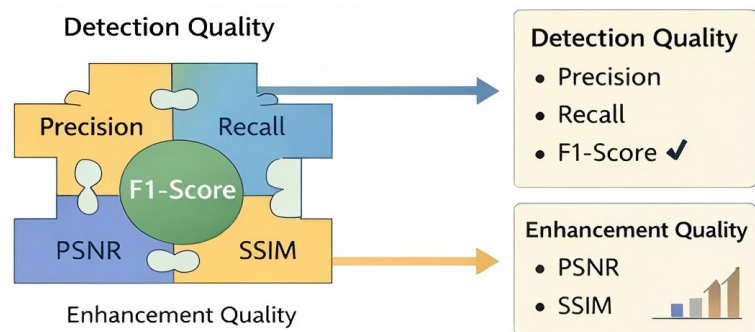 Detection Quality
Precision
Recall
F1-Score
PSNR
SSIM
Enhancement Quality
Detection Quality
• Precision
• Recall
• F1-Score ✓
Enhancement Quality
• PSNR
• SSIM